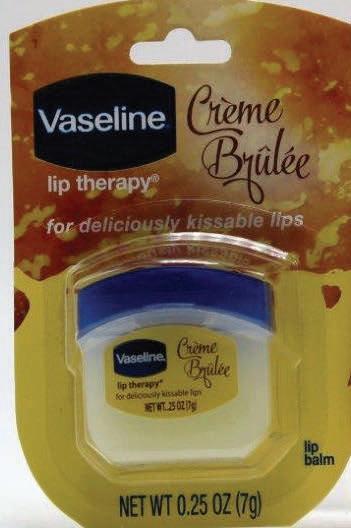 Vaseline.
Crème
Brûlée
lip therapy®
for deliciously kissable lips
Vaseline.
Crème
Brûlée
lip therapy®
for deliciously kissable lips
NET WT. .25 OZ (7g)
lip
balm
NET WT 0.25 OZ (7g)